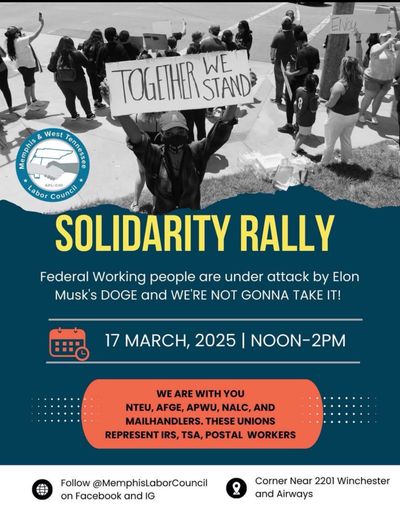 ENOU
TOGETHER WE
STAND
Memphis & West Tennessee
AFL-CIO
Labor Council
SOLIDARITY RALLY
Federal Working people are under attack by Elon
Musk's DOGE and WE'RE NOT GONNA TAKE IT!
17 MARCH, 2025 | NOON-2PM
WE ARE WITH YOU
NTEU, AFGE, APWU, NALC, AND
MAILHANDLERS. THESE UNIONS
REPRESENT IRS, TSA, POSTAL WORKERS
Follow @MemphisLaborCouncil
on Facebook and IG
Corner Near 2201 Winchester
and Airways